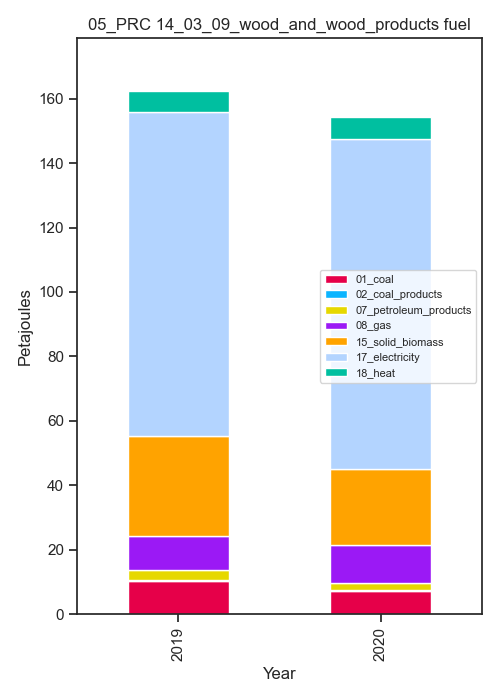 05_PRC 14_03_09_wood_and_wood_products fuel
160
140
120
100
80
60
40
20
0
Petajoules
01_coal
02_coal_products
07_petroleum_products
08_gas
15_solid_biomass
17_electricity
18_heat
2019
2020
Year